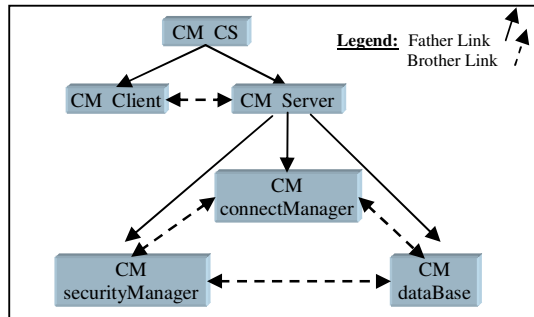 CM CS
Legend: Father Link
Brother Link
CM Client
CM Server
CM
connectManager
CM
securityManager
CM
dataBase